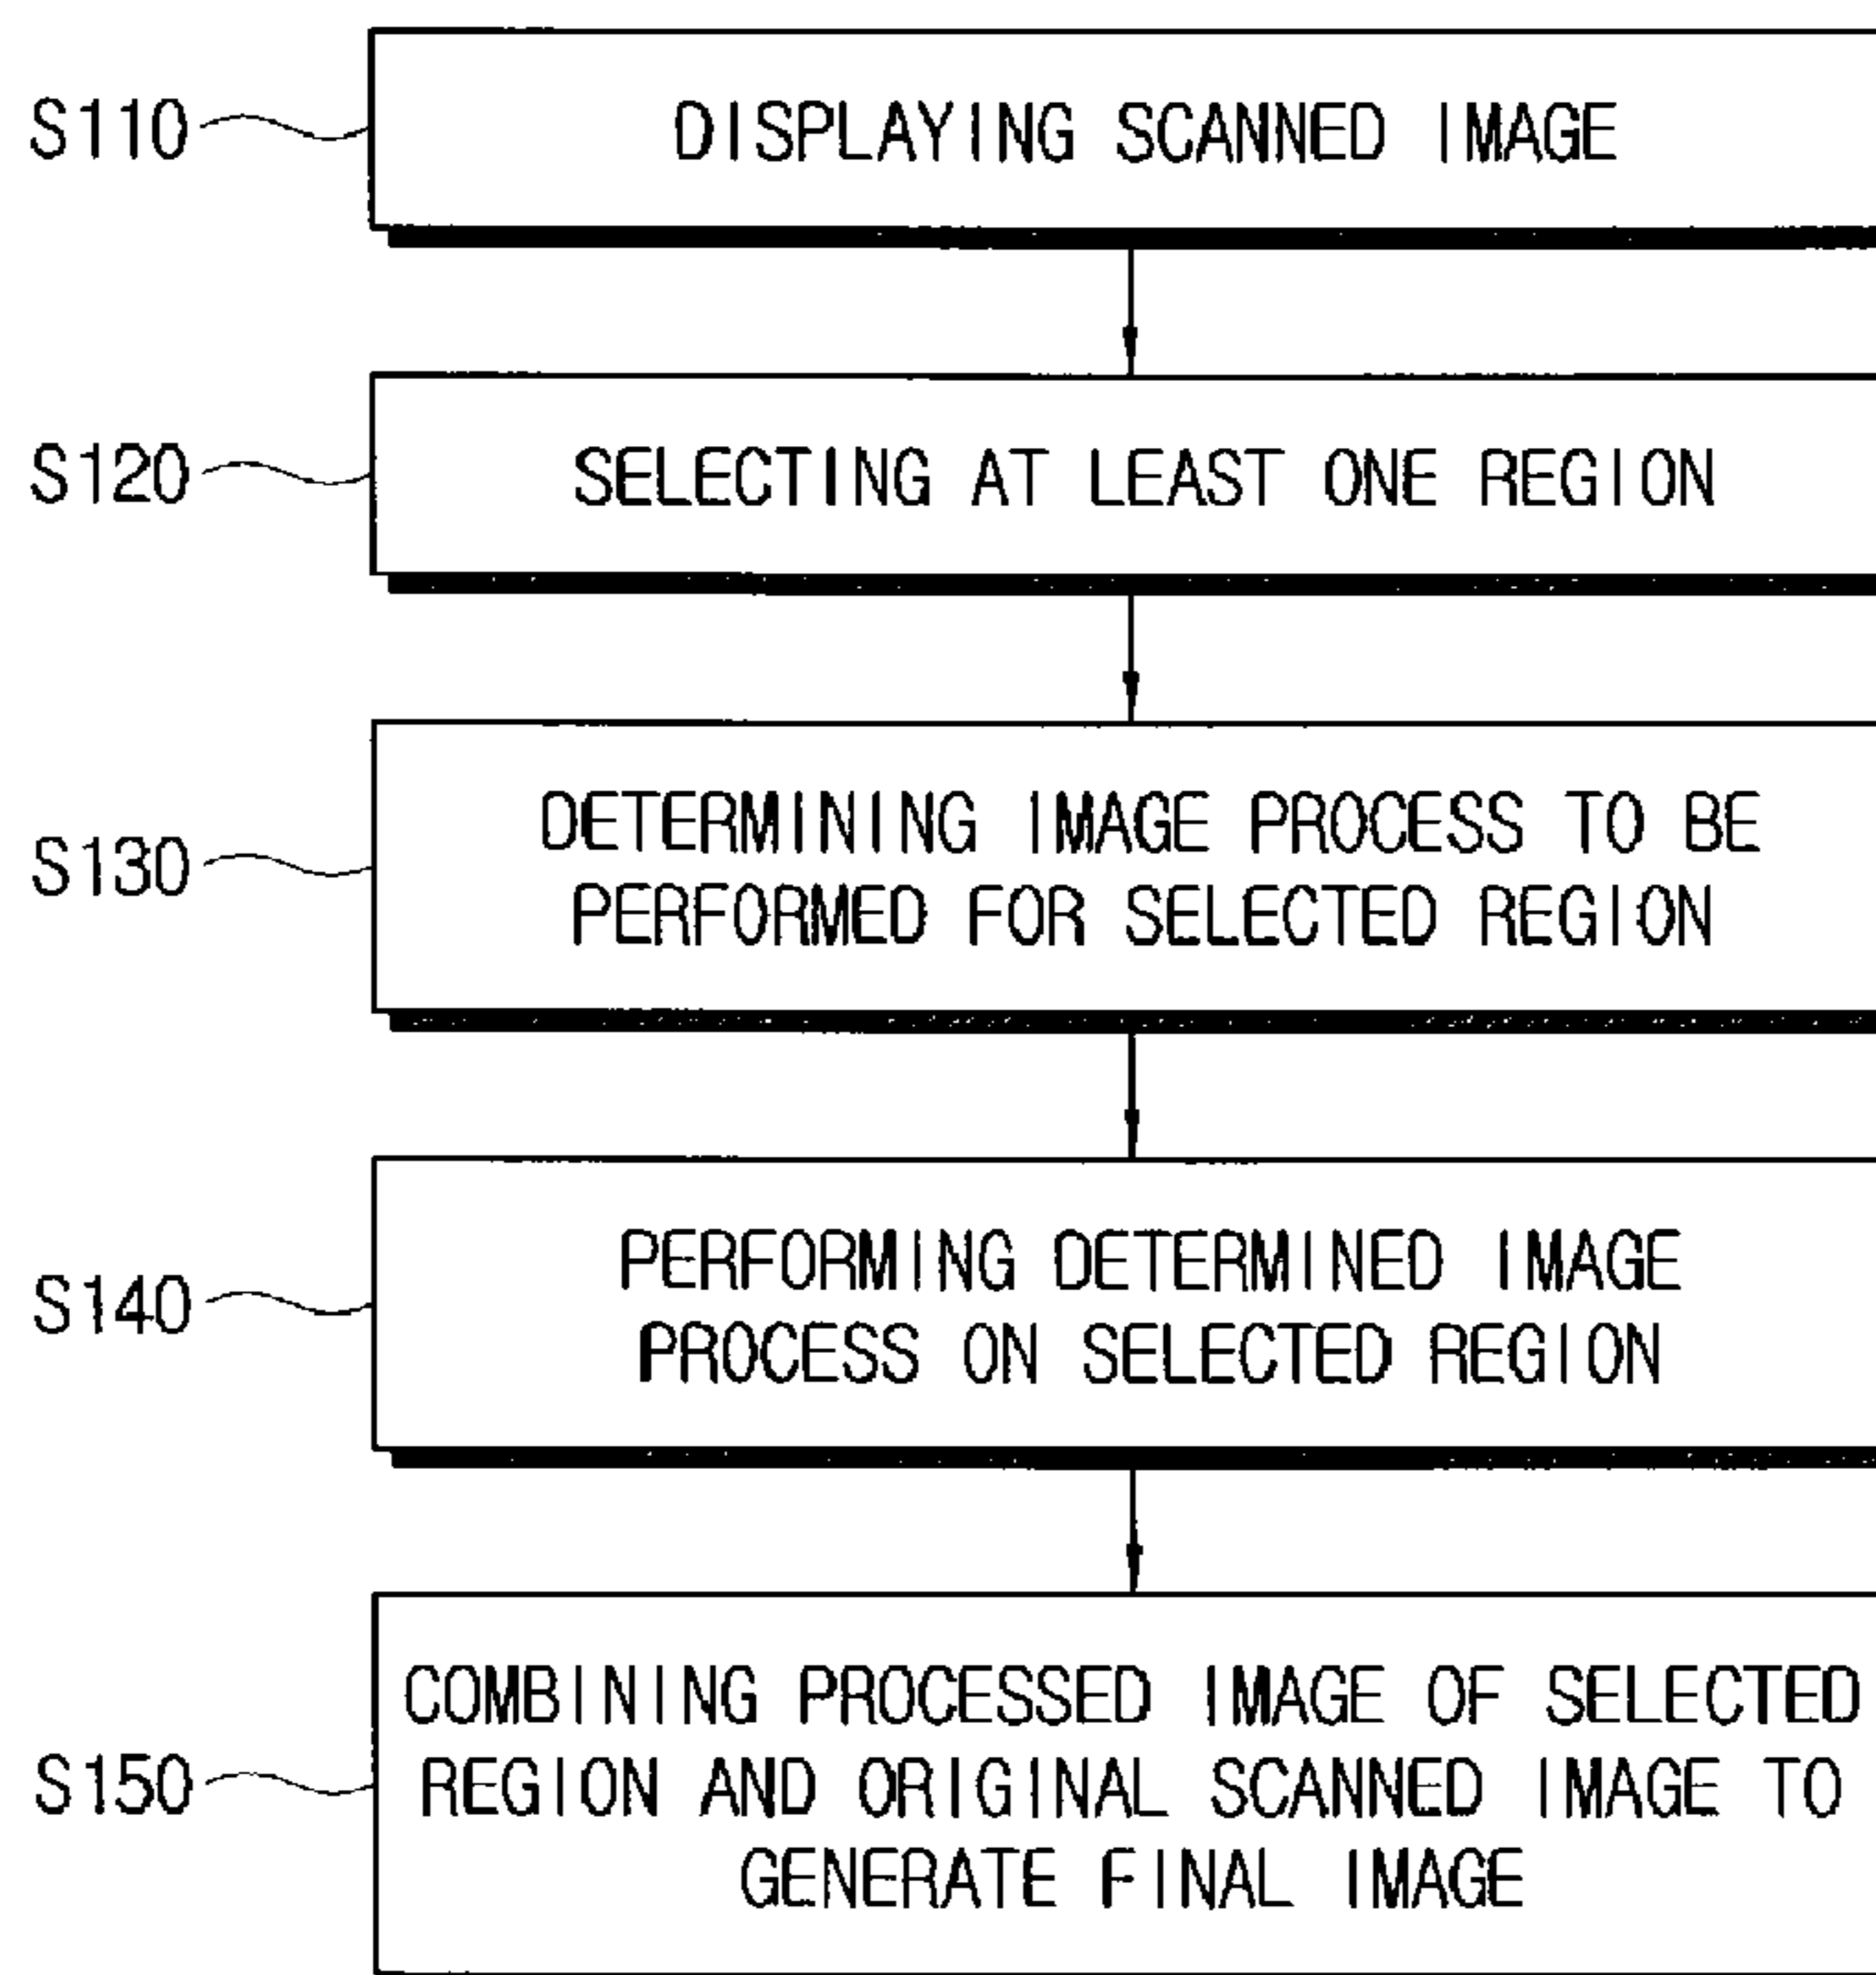 S110
DISPLAYING SCANNED IMAGE
S120
SELECTING AT LEAST ONE REGION
S130
DETERMINING IMAGE PROCESS TO BE
PERFORMED FOR SELECTED REGION
S140
PERFORMING DETERMINED IMAGE
PROCESS ON SELECTED REGION
S150
COMBINING PROCESSED IMAGE OF SELECTED
REGION AND ORIGINAL SCANNED IMAGE TO
GENERATE FINAL IMAGE